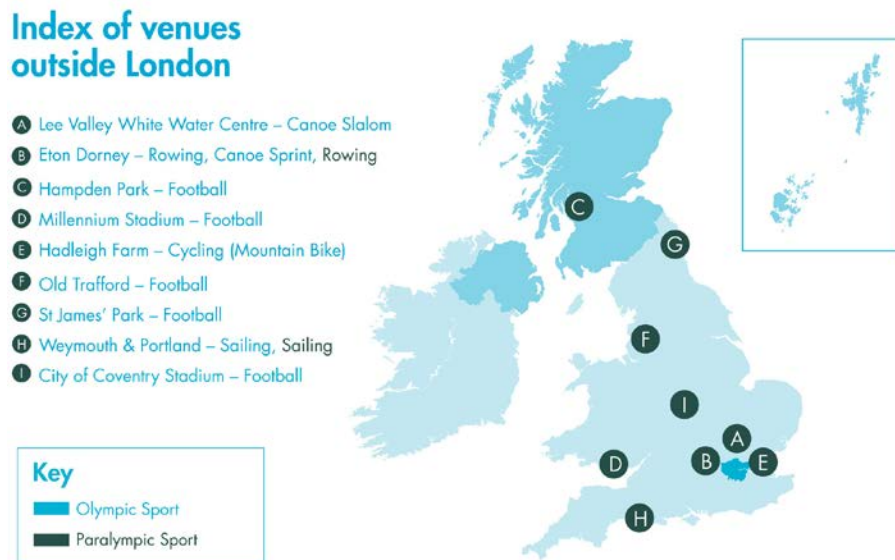 Index of venues
outside London
A Lee Valley White Water Centre – Canoe Slalom
B Eton Dorney – Rowing, Canoe Sprint, Rowing
C Hampden Park – Football
D Millennium Stadium – Football
E Hadleigh Farm – Cycling (Mountain Bike)
F Old Trafford – Football
G St James’ Park – Football
H Weymouth & Portland – Sailing, Sailing
I City of Coventry Stadium – Football
Key
Olympic Sport
Paralympic Sport
C
G
F
I
A
B
E
D
H